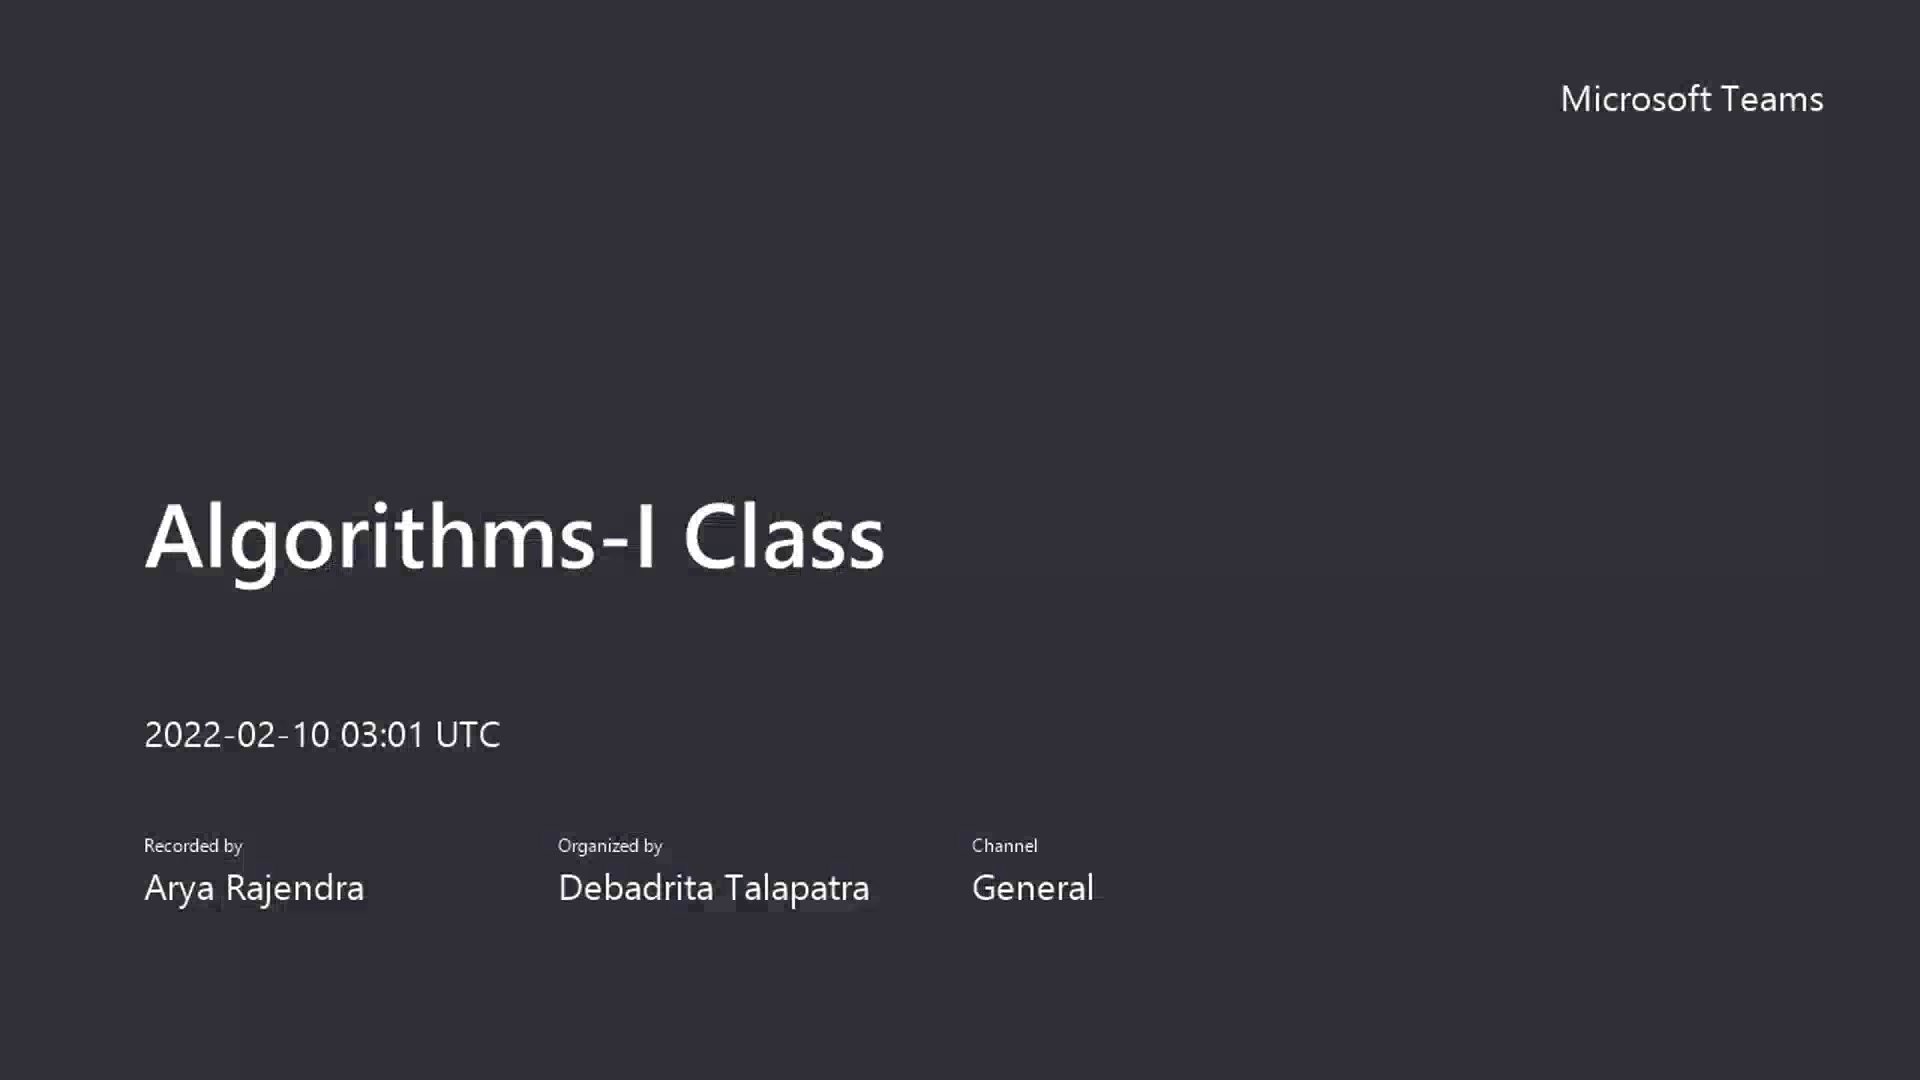 Microsoft Teams
Algorithms-I Class
2022-02-10 03:01 UTC
Recorded by
Arya Rajendra
Organized by
Debadrita Talapatra
Channel
General